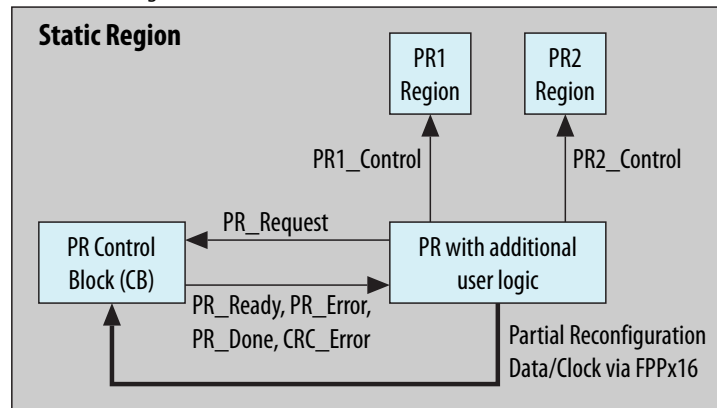 Static Region
PR1
Region
PR2
Region
PR1_Control
PR2_Control
PR_Request
PR Control
Block (CB)
PR with additional
user logic
PR_Ready, PR_Error,
PR_Done, CRC_Error
Partial Reconfiguration
Data/Clock via FPPx16